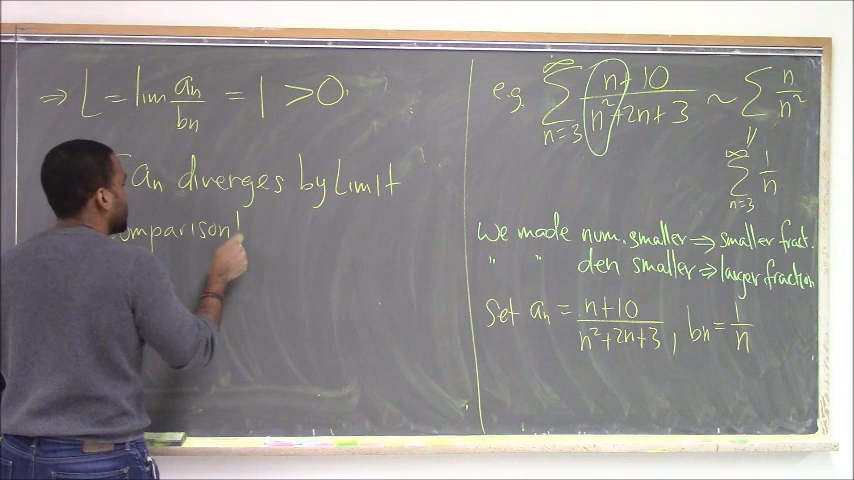 ⇒ L = lim an/bn = 1 > 0.
an diverges by Limit
omparison!
e.g. ∞∑n=3 n+10/n²+2n+3 ~ ∑ n/n²
∞∑n=3 1/n
We made num. smaller ⇒ smaller fract.
" " den smaller ⇒ larger fraction
Set an = n+10/n²+2n+3, bn = 1/n